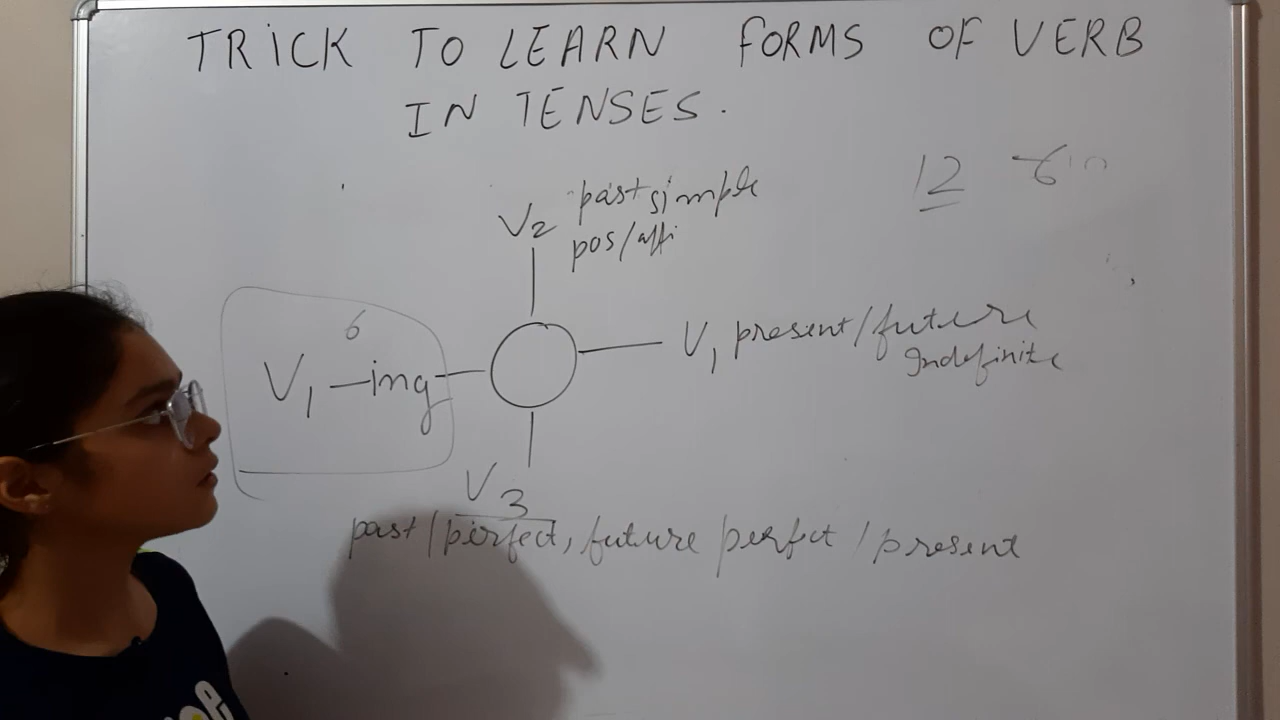 TRICK TO LEARN FORMS OF VERB
IN TENSES.
12 6in
V2 past simple
pos/affi
6
V1 -ing
V1 present/future
Indefinite
V3
past/perfect, future perfect/present